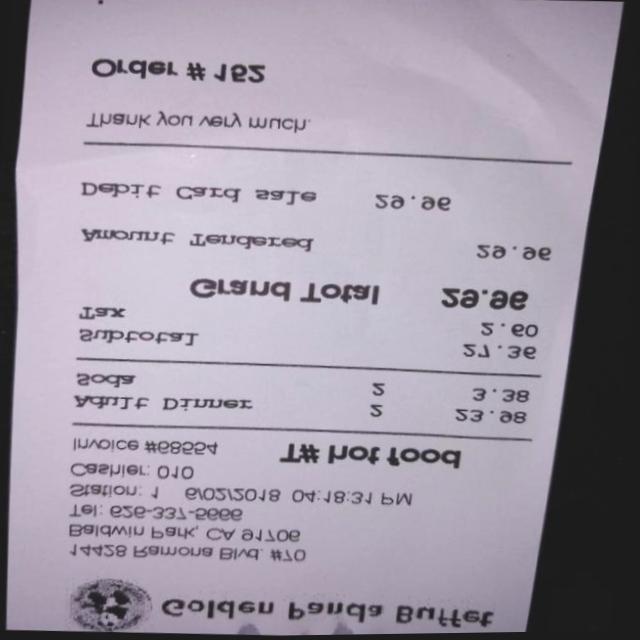 Golden Panda Buffet
14428 Ramona Blvd. #70
Baldwin Park, CA 91706
Tel: 626-337-5666
Station: 1 6/02/2018 04:18:31 PM
Cashier: 010
Invoice #68554 T# hot food
Adult Dinner 2 23.98
Soda 2 3.38
Subtotal 27.36
Tax 2.60
Grand Total 29.96
Amount Tendered 29.96
Debit Card Sale 29.96
Thank you very much.
Order # 152